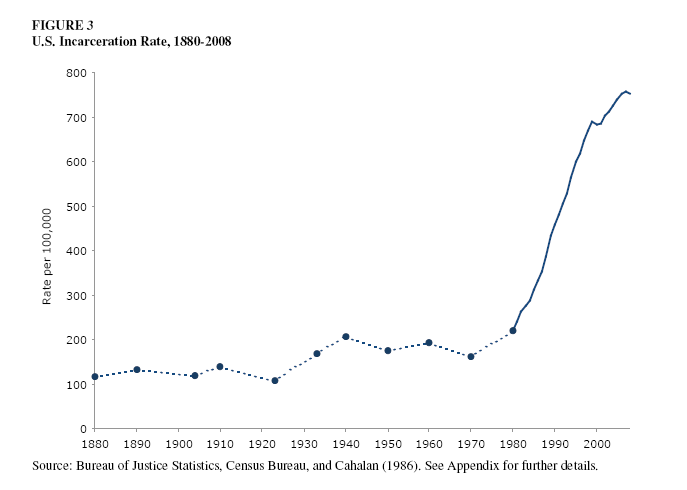 FIGURE 3
U.S. Incarceration Rate, 1880-2008
800
700
600
500
400
300
200
100
0
Rate per 100,000
1880 1890 1900 1910 1920 1930 1940 1950 1960 1970 1980 1990 2000
Source: Bureau of Justice Statistics, Census Bureau, and Cahalan (1986). See Appendix for further details.